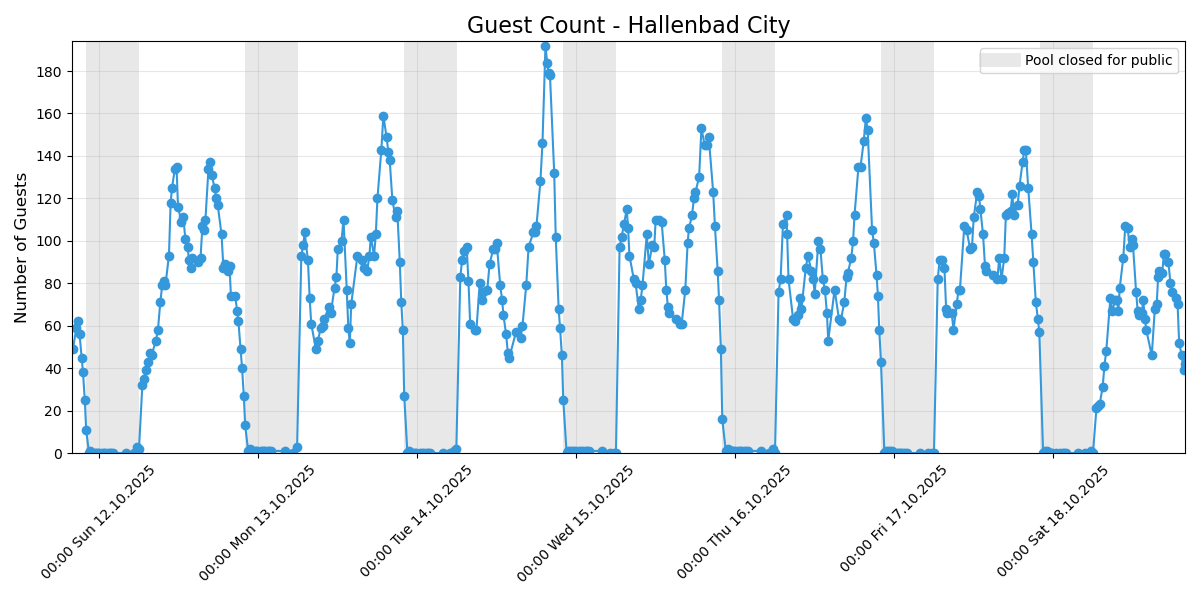 Guest Count - Hallenbad City
Pool closed for public
Number of Guests
180
160
140
120
100
80
60
40
20
0
00:00 Sun 12.10.2025
00:00 Mon 13.10.2025
00:00 Tue 14.10.2025
00:00 Wed 15.10.2025
00:00 Thu 16.10.2025
00:00 Fri 17.10.2025
00:00 Sat 18.10.2025